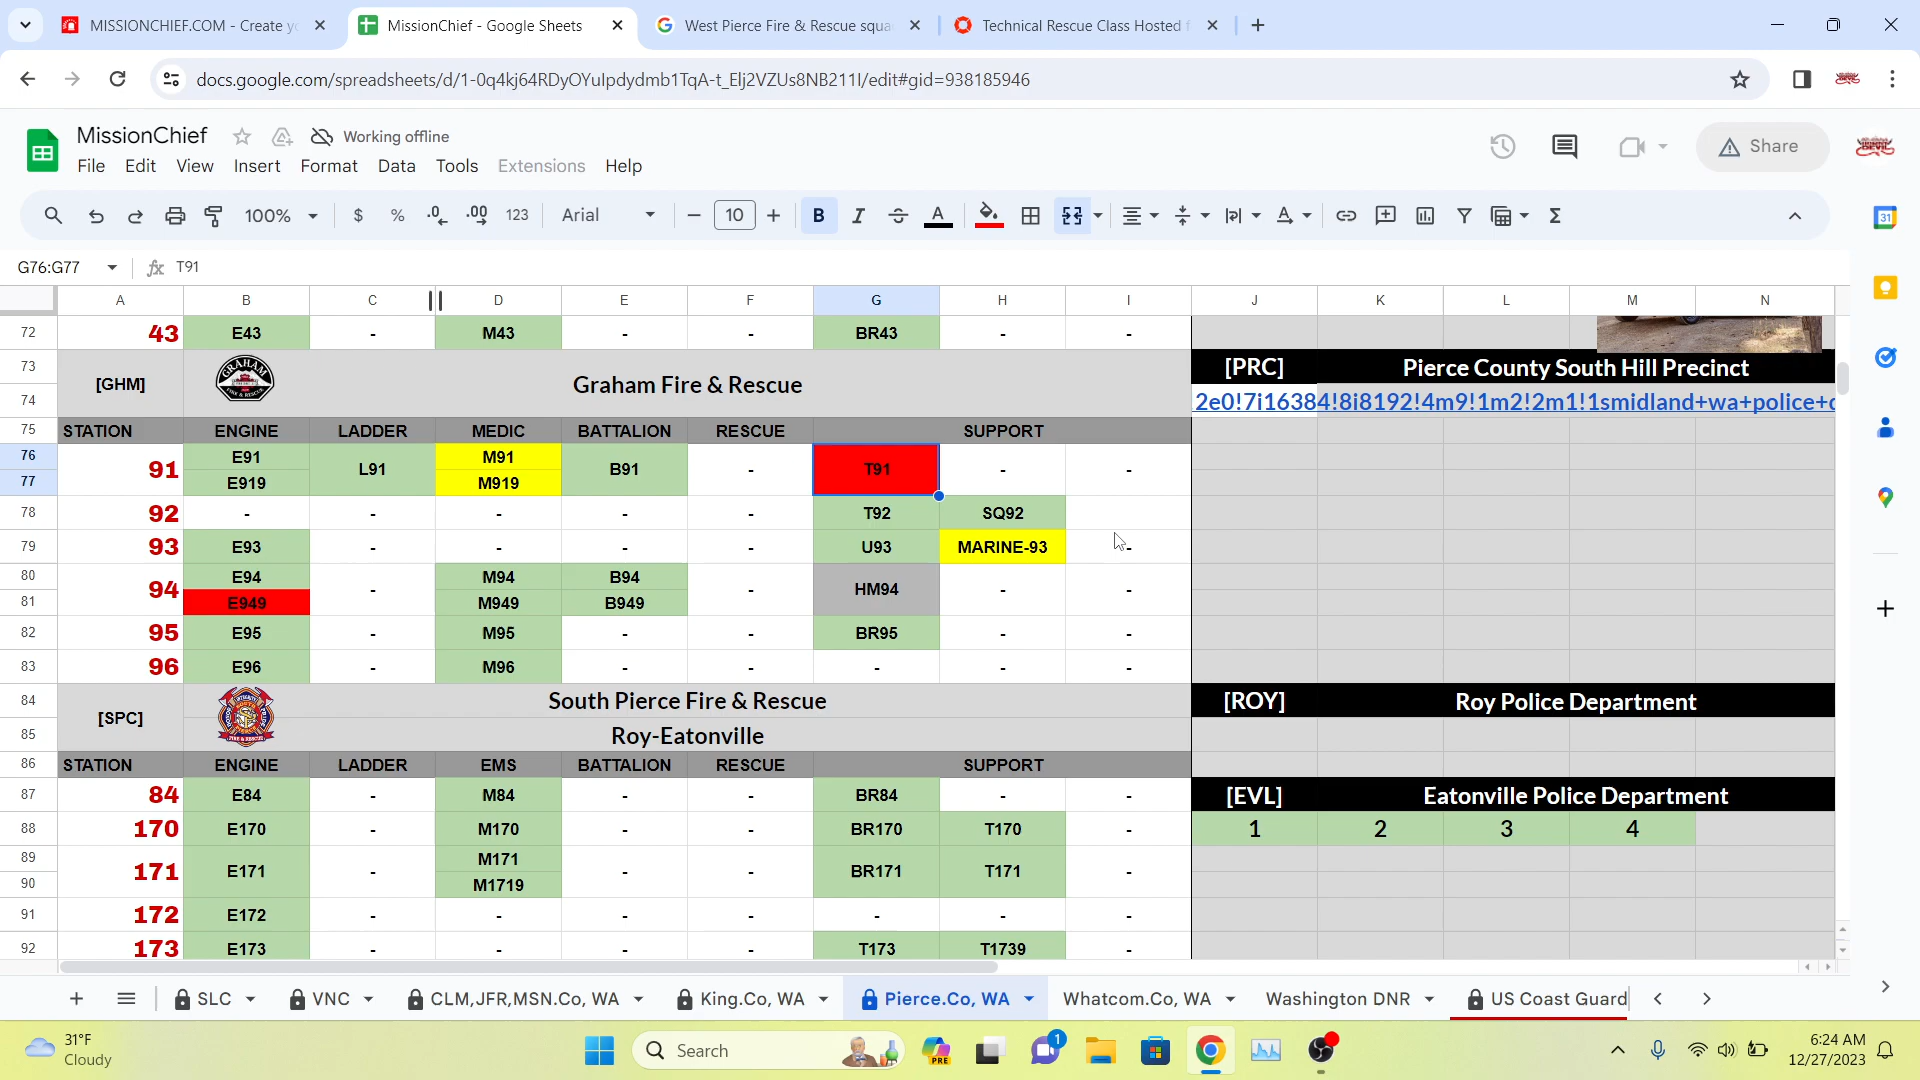 MISSIONCHIEF.COM - Create yo
MissionChief - Google Sheets
West Pierce Fire & Rescue squa
Technical Rescue Class Hosted f
docs.google.com/spreadsheets/d/1-0q4kj64RDyOYulpdydmb1TqA-t_Elj2VZUs8NB211I/edit#gid=938185946
MissionChief Working offline
File Edit View Insert Format Data Tools Extensions Help
Share
100% $ % .0 .00 123 Arial 10 B I S A
G76:G77 fx T91
A B C D E F G H I J K L M N
72 43 E43 - M43 - - BR43 - -
73 [GHM] GRAHAM FIRE & RESCUE Graham Fire & Rescue [PRC] Pierce County South Hill Precinct
74 2e0!7i16384!8i8192!4m9!1m2!2m1!1smidland+wa+police+d
75 STATION ENGINE LADDER MEDIC BATTALION RESCUE SUPPORT
76 91 E91 L91 M91 B91 - T91 - -
77 E919 M919
78 92 - - - - - T92 SQ92
79 93 E93 - - - - U93 MARINE-93 -
80 94 E94 - M94 B94 - HM94 - -
81 E949 M949 B949
82 95 E95 - M95 - - BR95 - -
83 96 E96 - M96 - - - - -
84 [SPC] South Pierce Fire & Rescue [ROY] Roy Police Department
85 Roy-Eatonville
86 STATION ENGINE LADDER EMS BATTALION RESCUE SUPPORT
87 84 E84 - M84 - - BR84 - - [EVL] Eatonville Police Department
88 170 E170 - M170 - - BR170 T170 - 1 2 3 4
89 171 E171 - M171 - - BR171 T171 -
90 M1719
91 172 E172 - - - - - - -
92 173 E173 - - - - T173 T1739 -
SLC VNC CLM,JFR,MSN.Co, WA King.Co, WA Pierce.Co, WA Whatcom.Co, WA Washington DNR US Coast Guard
31°F
Cloudy
Search
PRE
1
6:24 AM
12/27/2023
31